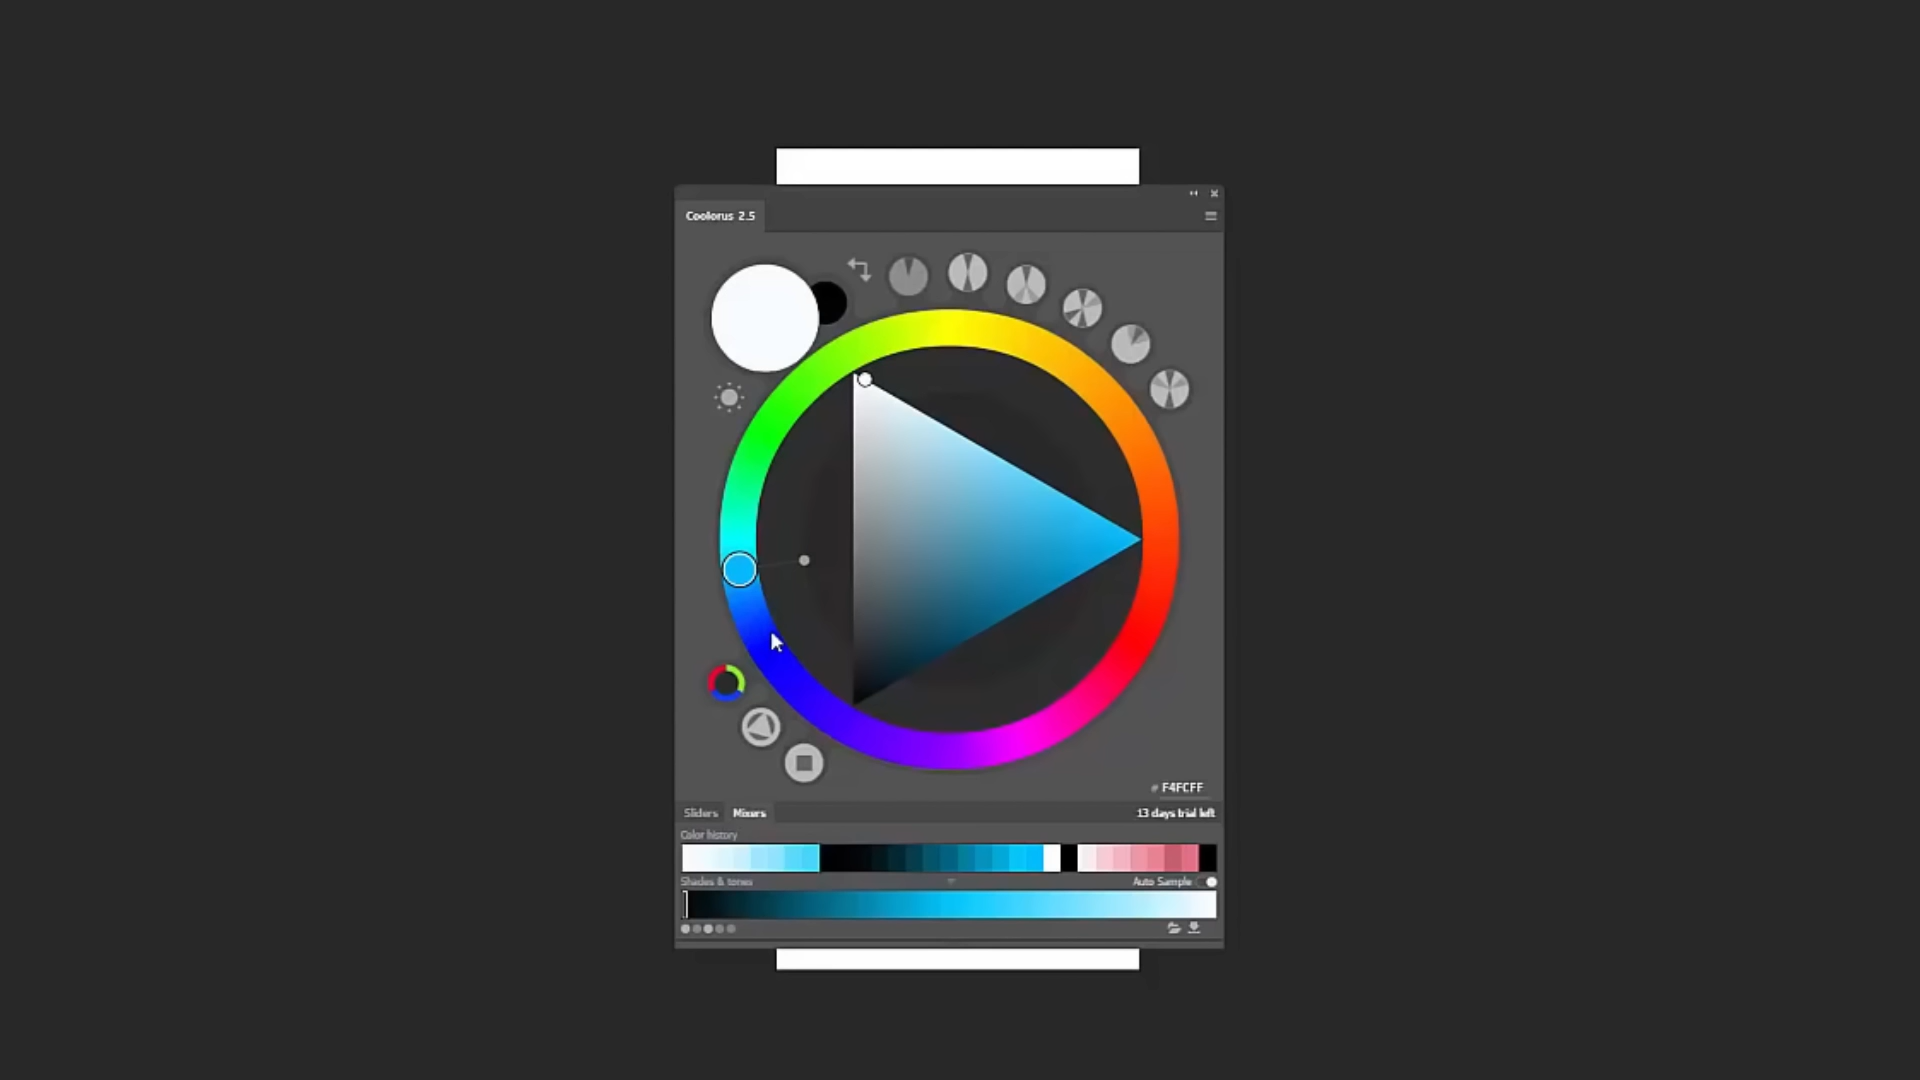 Coolorus 2.5
# F4FCFF
Sliders Mixers 13 days trial left
Color history
Shades & tones Auto Sample